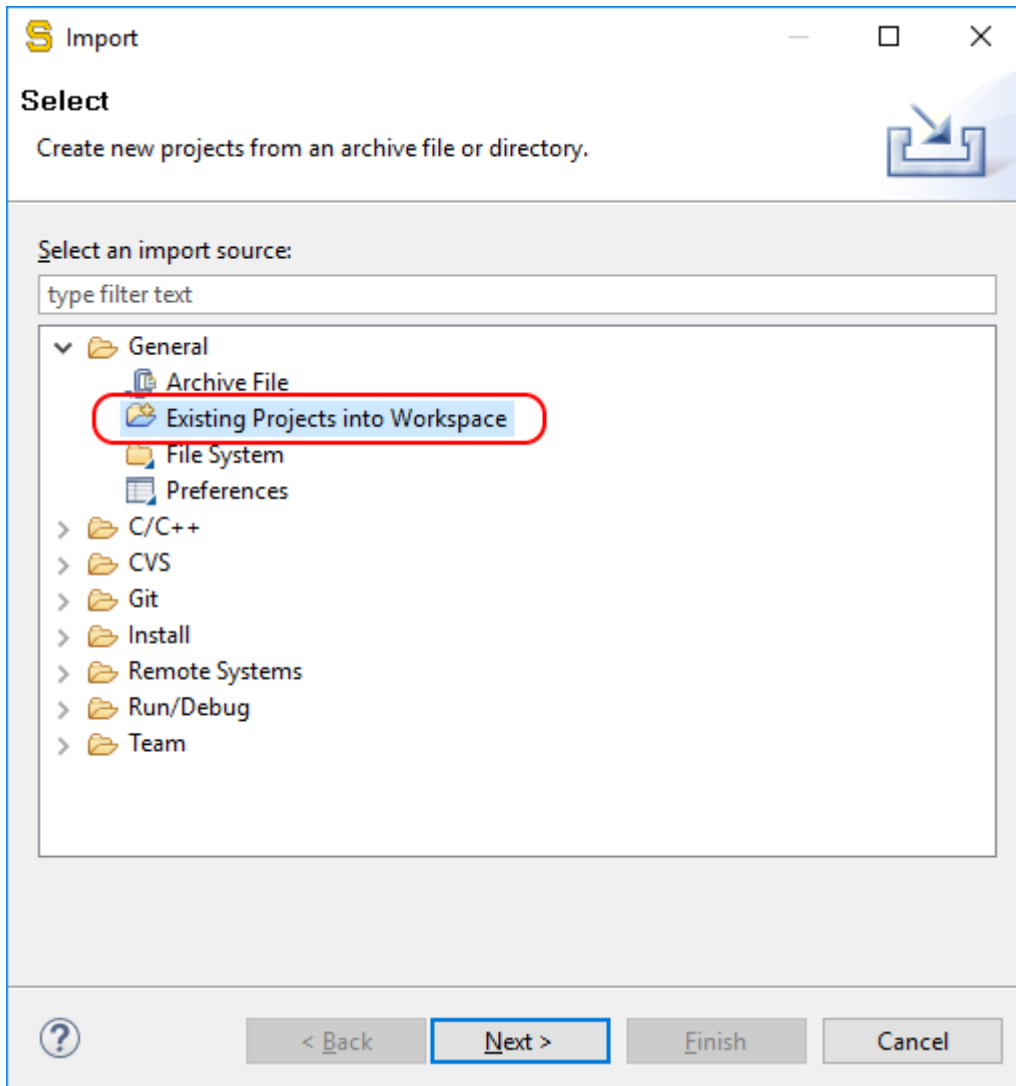 Import
Select
Create new projects from an archive file or directory.
Select an import source:
type filter text
General
Archive File
Existing Projects into Workspace
File System
Preferences
C/C++
CVS
Git
Install
Remote Systems
Run/Debug
Team
? < Back Next > Finish Cancel